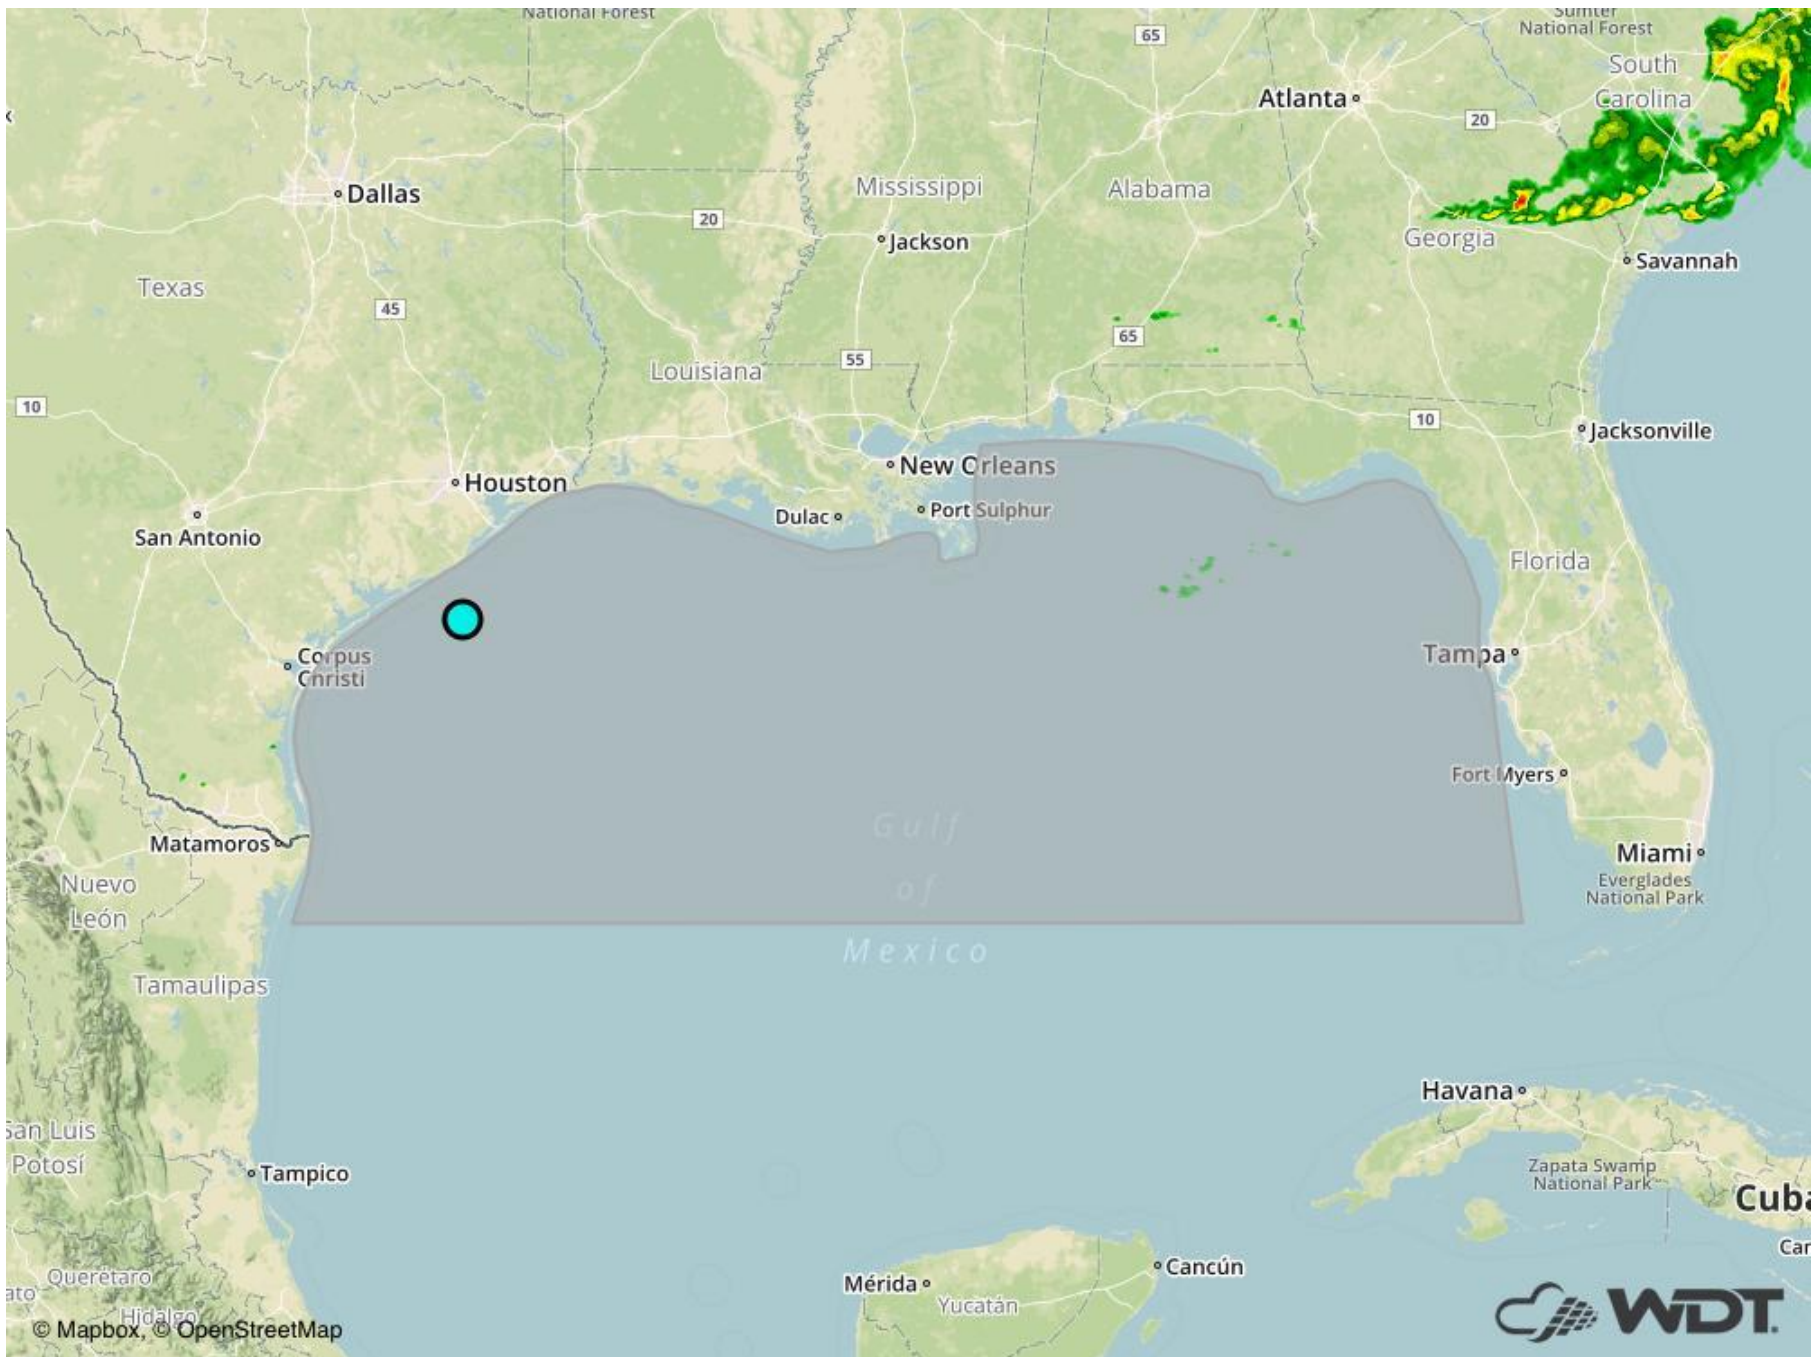 National Forest
Sumter
National Forest
65
South
Carolina
Atlanta
20
Dallas
Mississippi
Alabama
20
Jackson
Georgia
Savannah
Texas
45
65
55
Louisiana
10
10
Jacksonville
New Orleans
Houston
Port Sulphur
Dulac
San Antonio
Florida
Corpus
Christi
Tampa
Fort Myers
Gulf
of
Mexico
Matamoros
Miami
Everglades
National Park
Nuevo
León
Tamaulipas
Havana
San Luis
Potosí
Tampico
Zapata Swamp
National Park
Cuba
Mérida
Cancún
Yucatán
Querétaro
Hidalgo
© Mapbox, © OpenStreetMap
WDT